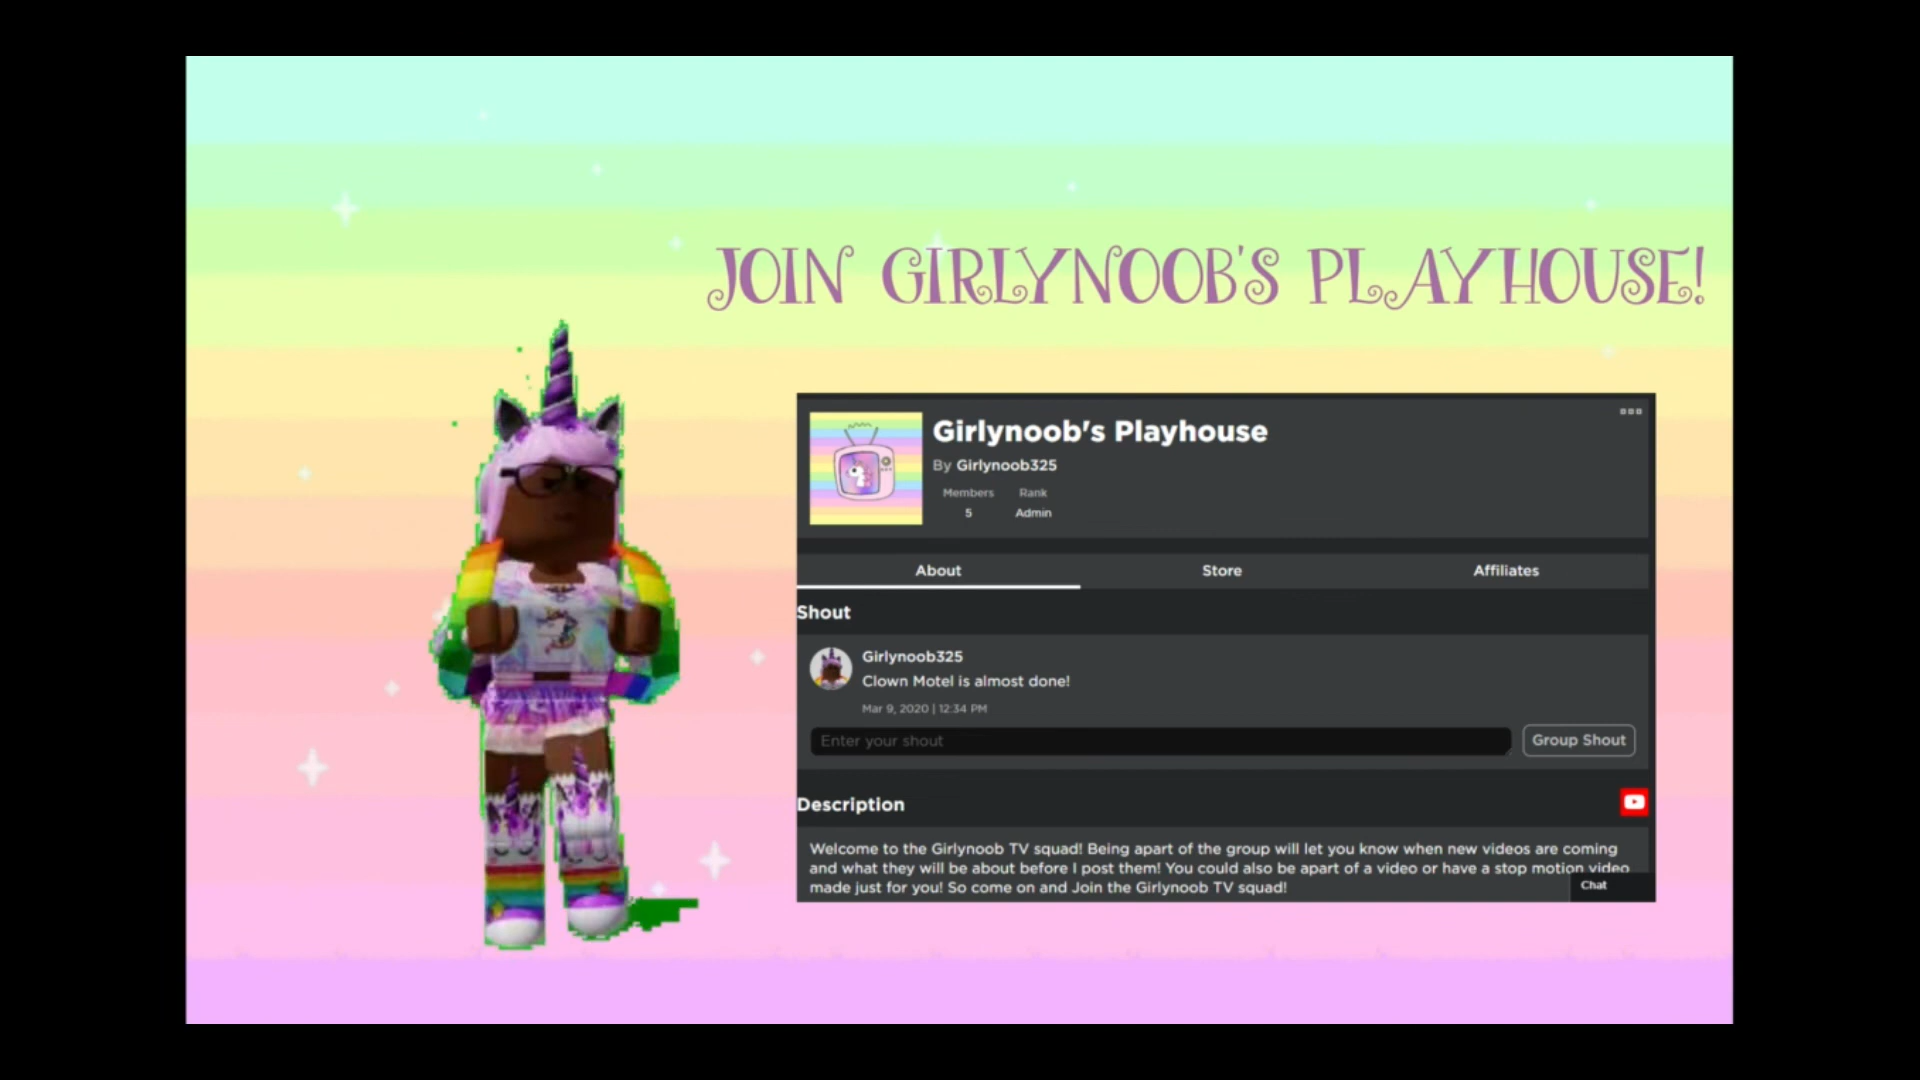 JOIN GIRLYNOOB'S PLAYHOUSE!
Girlynoob's Playhouse
By Girlynoob325
Members Rank
5 Admin
About Store Affiliates
Shout
Girlynoob325
Clown Motel is almost done!
Mar 9, 2020 | 12:34 PM
Enter your shout Group Shout
Description
Welcome to the Girlynoob TV squad! Being apart of the group will let you know when new videos are coming
and what they will be about before I post them! You could also be apart of a video or have a stop motion video
made just for you! So come on and Join the Girlynoob TV squad!
Chat